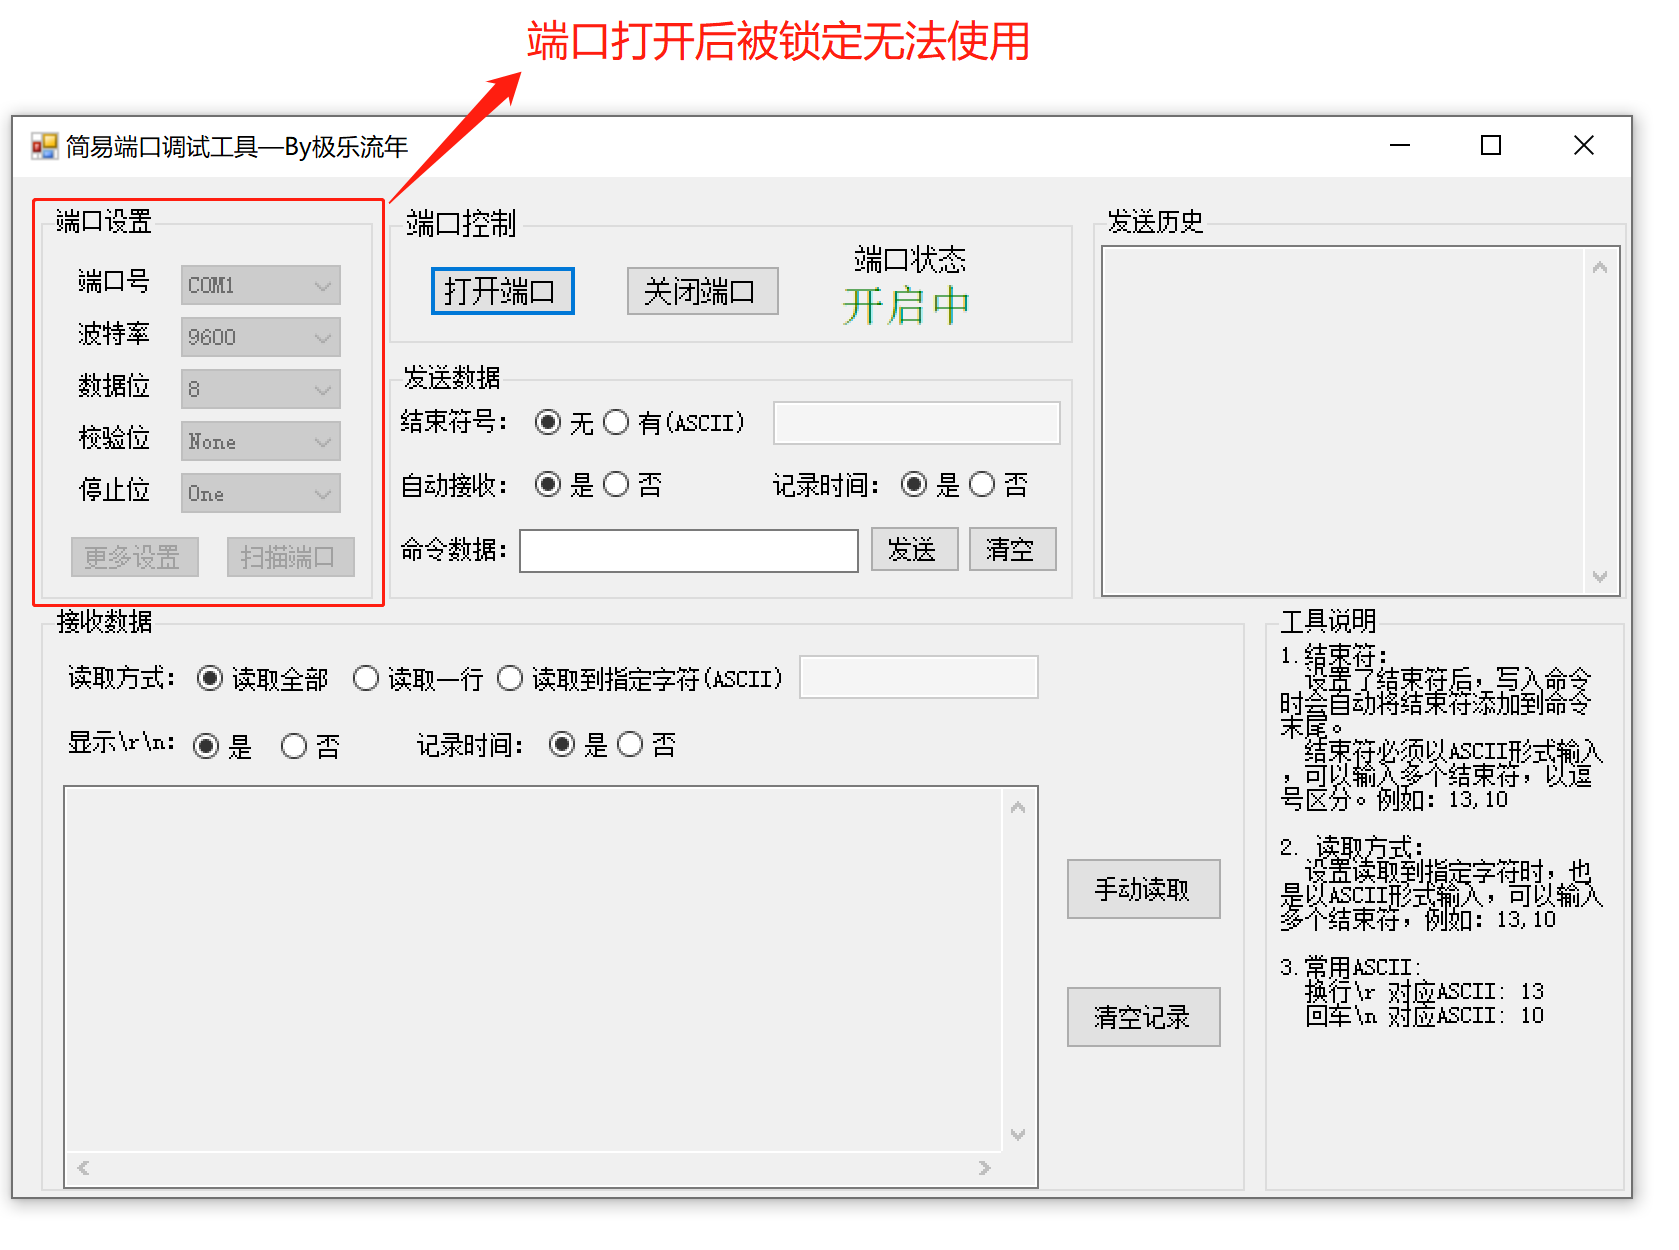 端口打开后被锁定无法使用
简易端口调试工具—By极乐流年
端口设置
端口号 COM1
波特率 9600
数据位 8
校验位 None
停止位 One
更多设置 扫描端口
端口控制
打开端口 关闭端口
端口状态
开启中
发送数据
结束符号： 无 有(ASCII)
自动接收： 是 否 记录时间： 是 否
命令数据： 发送 清空
发送历史
接收数据
读取方式： 读取全部 读取一行 读取到指定字符(ASCII)
显示\r\n： 是 否 记录时间： 是 否
手动读取
清空记录
工具说明
1.结束符：
设置了结束符后，写入命令
时会自动将结束符添加到命令
末尾。
结束符必须以ASCII形式输入
，可以输入多个结束符，以逗
号区分。例如：13,10
2. 读取方式：
设置读取到指定字符时，也
是以ASCII形式输入，可以输入
多个结束符，例如：13,10
3.常用ASCII:
换行\r 对应ASCII: 13
回车\n 对应ASCII: 10